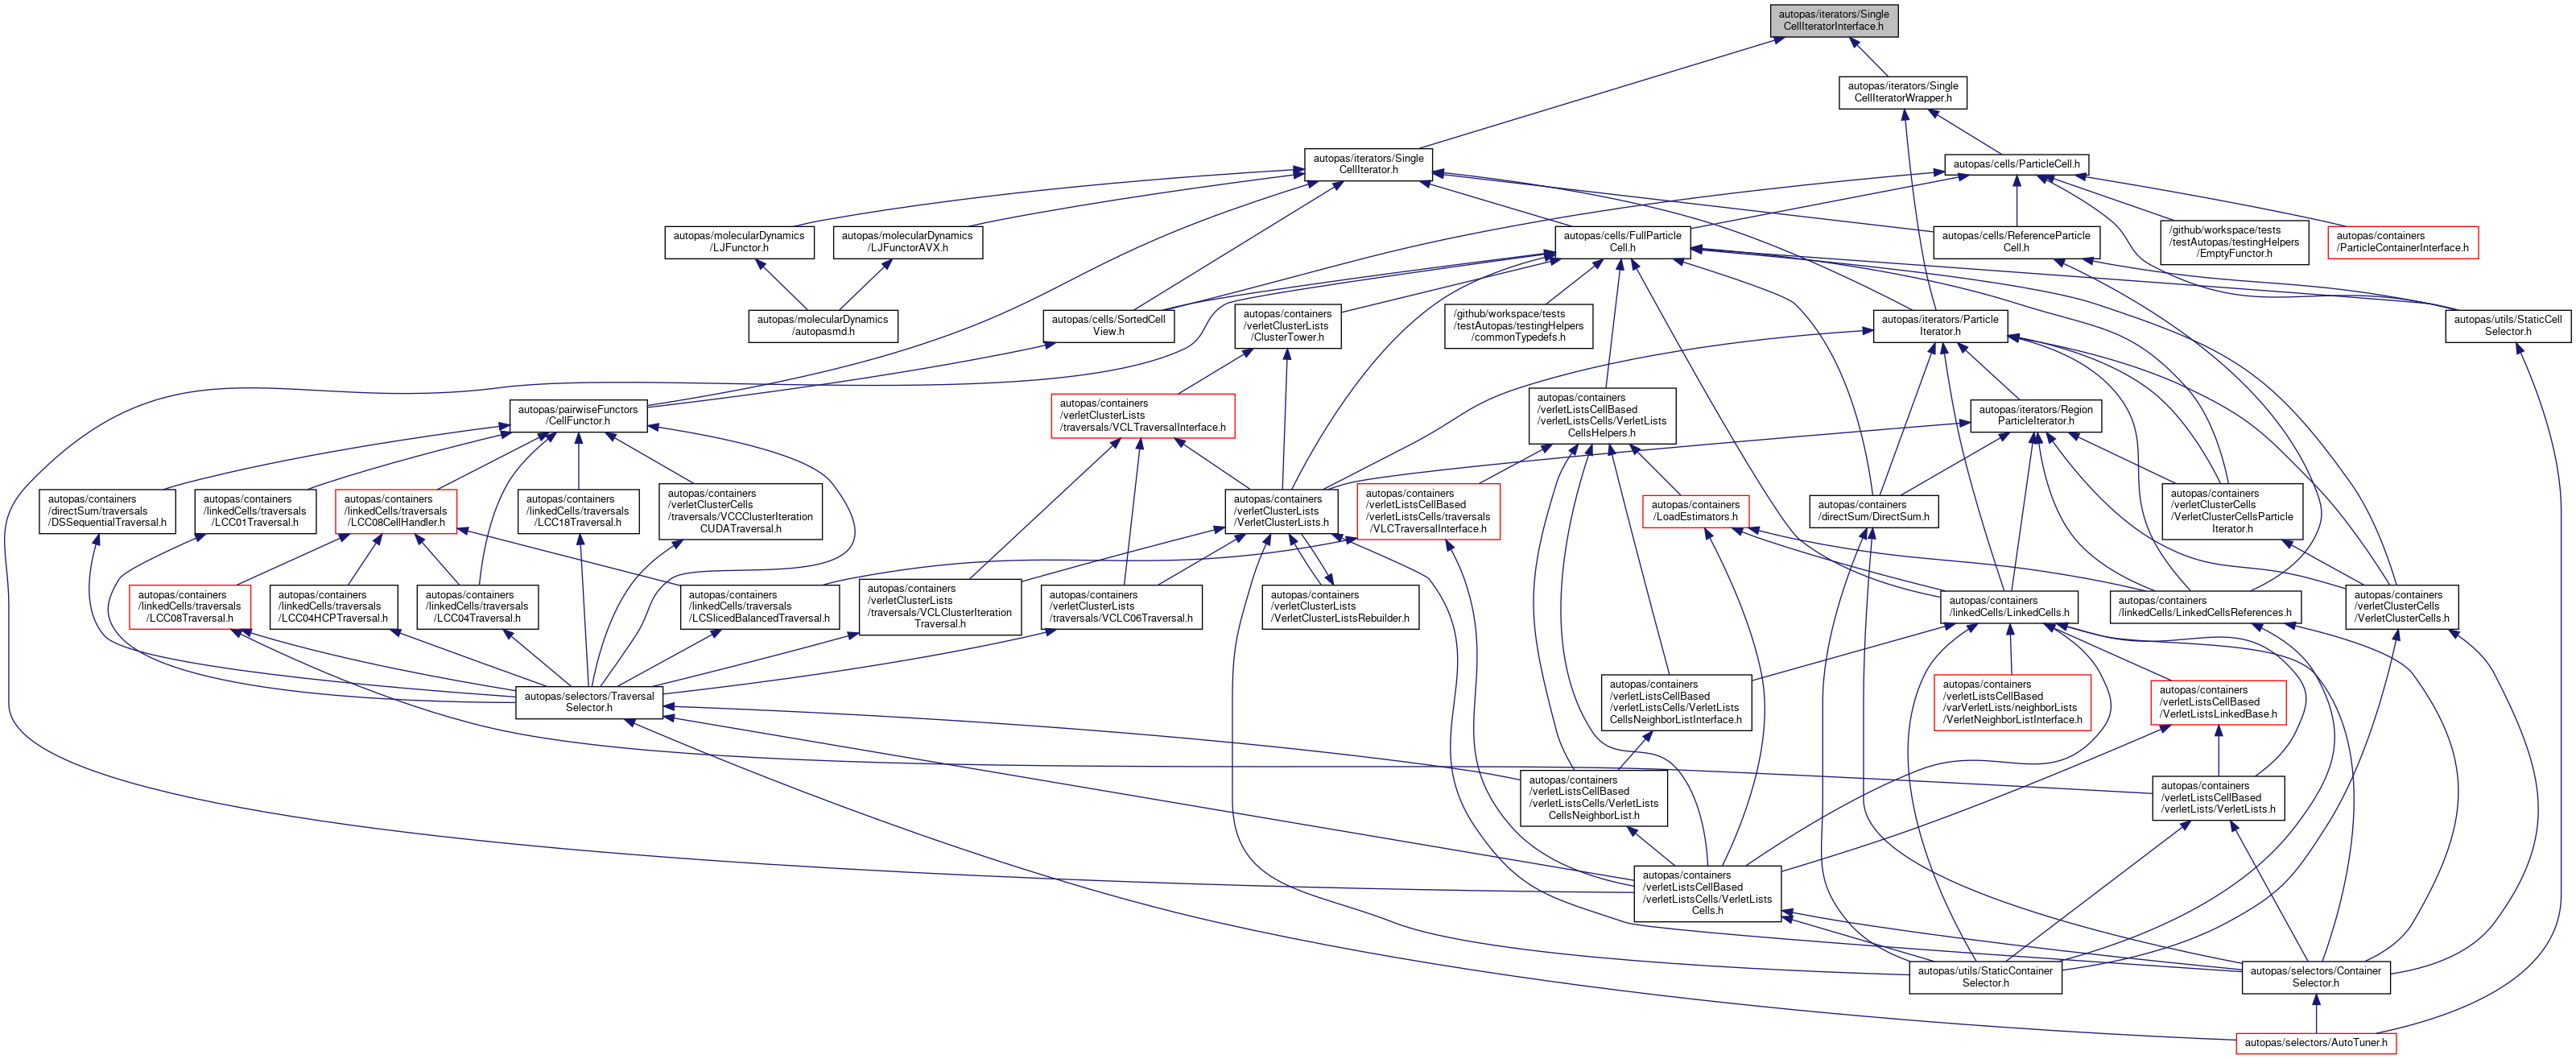 autopas/iterators/Single
CellIteratorInterface.h
autopas/iterators/Single
CellIteratorWrapper.h
autopas/iterators/Single
CellIterator.h
autopas/cells/ParticleCell.h
autopas/molecularDynamics
/LJFunctor.h
autopas/molecularDynamics
/LJFunctorAVX.h
autopas/cells/FullParticle
Cell.h
autopas/cells/ReferenceParticle
Cell.h
/github/workspace/tests
/testAutopas/testingHelpers
/EmptyFunctor.h
autopas/containers
/ParticleContainerInterface.h
autopas/molecularDynamics
/autopasmd.h
autopas/cells/SortedCell
View.h
autopas/containers
/verletClusterLists
/ClusterTower.h
/github/workspace/tests
/testAutopas/testingHelpers
/commonTypedefs.h
autopas/iterators/Particle
Iterator.h
autopas/utils/StaticCell
Selector.h
autopas/pairwiseFunctors
/CellFunctor.h
autopas/containers
/verletClusterLists
/traversals/VCLTraversalInterface.h
autopas/containers
/verletListsCellBased
/verletListsCells/VerletLists
CellsHelpers.h
autopas/iterators/Region
ParticleIterator.h
autopas/containers
/directSum/traversals
/DSSequentialTraversal.h
autopas/containers
/linkedCells/traversals
/LCC01Traversal.h
autopas/containers
/linkedCells/traversals
/LCC08CellHandler.h
autopas/containers
/linkedCells/traversals
/LCC18Traversal.h
autopas/containers
/verletClusterCells
/traversals/VCCClusterIteration
CUDATraversal.h
autopas/containers
/verletClusterLists
/VerletClusterLists.h
autopas/containers
/verletListsCellBased
/verletListsCells/traversals
/VLCTraversalInterface.h
autopas/containers
/LoadEstimators.h
autopas/containers
/directSum/DirectSum.h
autopas/containers
/verletClusterCells
/VerletClusterCellsParticle
Iterator.h
autopas/containers
/linkedCells/traversals
/LCC08Traversal.h
autopas/containers
/linkedCells/traversals
/LCC04HCPTraversal.h
autopas/containers
/linkedCells/traversals
/LCC04Traversal.h
autopas/containers
/linkedCells/traversals
/LCSlicedBalancedTraversal.h
autopas/containers
/verletClusterLists
/traversals/VCLClusterIteration
Traversal.h
autopas/containers
/verletClusterLists
/traversals/VCLC06Traversal.h
autopas/containers
/verletClusterLists
/VerletClusterListsRebuilder.h
autopas/containers
/linkedCells/LinkedCells.h
autopas/containers
/linkedCells/LinkedCellsReferences.h
autopas/containers
/verletClusterCells
/VerletClusterCells.h
autopas/selectors/Traversal
Selector.h
autopas/containers
/verletListsCellBased
/verletListsCells/VerletLists
CellsNeighborListInterface.h
autopas/containers
/verletListsCellBased
/varVerletLists/neighborLists
/VerletNeighborListInterface.h
autopas/containers
/verletListsCellBased
/VerletListsLinkedBase.h
autopas/containers
/verletListsCellBased
/verletListsCells/VerletLists
CellsNeighborList.h
autopas/containers
/verletListsCellBased
/verletLists/VerletLists.h
autopas/containers
/verletListsCellBased
/verletListsCells/VerletLists
Cells.h
autopas/utils/StaticContainer
Selector.h
autopas/selectors/Container
Selector.h
autopas/selectors/AutoTuner.h